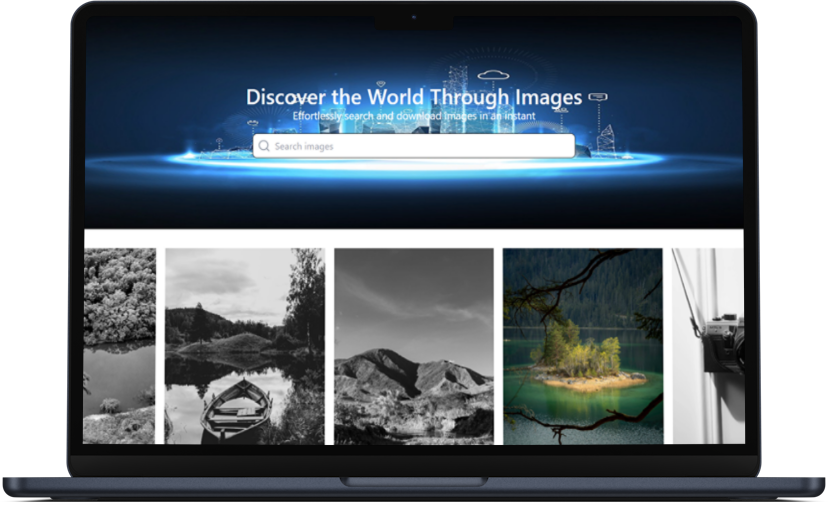 Discover the World Through Images
Effortlessly search and download images in an instant
Search images